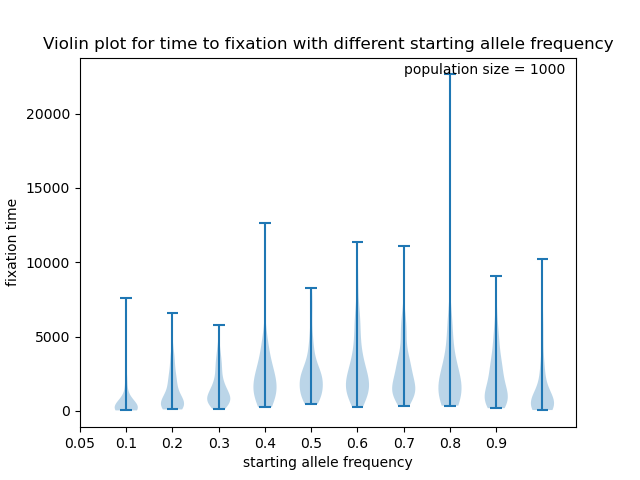 Violin plot for time to fixation with different starting allele frequency
population size = 1000
fixation time
20000
15000
10000
5000
0
0.05 0.1 0.2 0.3 0.4 0.5 0.6 0.7 0.8 0.9
starting allele frequency